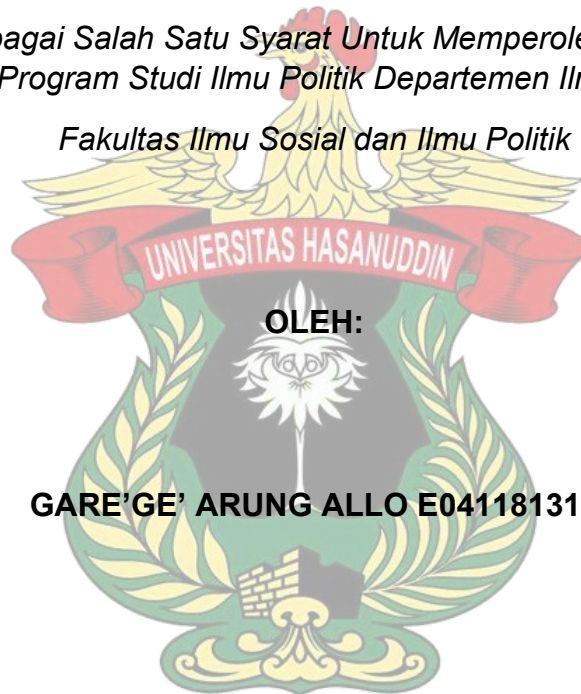 bagai Salah Satu Syarat Untuk Memperole
Program Studi Ilmu Politik Departemen Il
Fakultas Ilmu Sosial dan Ilmu Politik
UNIVERSITAS HASANUDDIN
OLEH:
GARE'GE' ARUNG ALLO E04118131